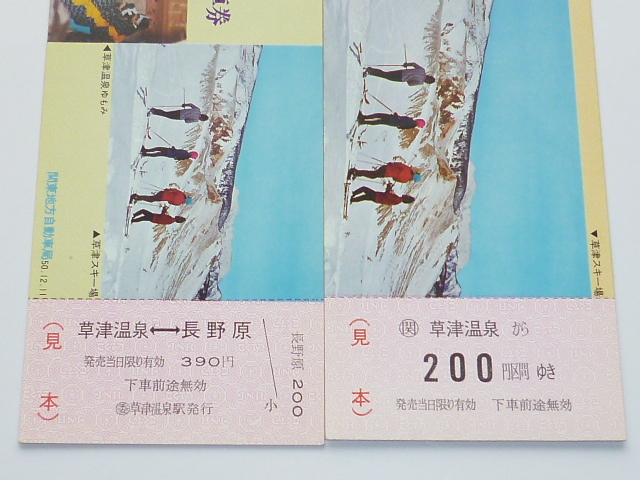 券
◀草津温泉ゆもみ
関東地方自動車局 50.12.1
▲草津スキー場
(見本)
草津温泉⟷長野原
発売当日限り有効 390円
下車前途無効
草津温泉駅発行
小
長野原 200
▼草津スキー場
(見本)
㊇草津温泉 から
200円区間 ゆき
発売当日限り有効 下車前途無効